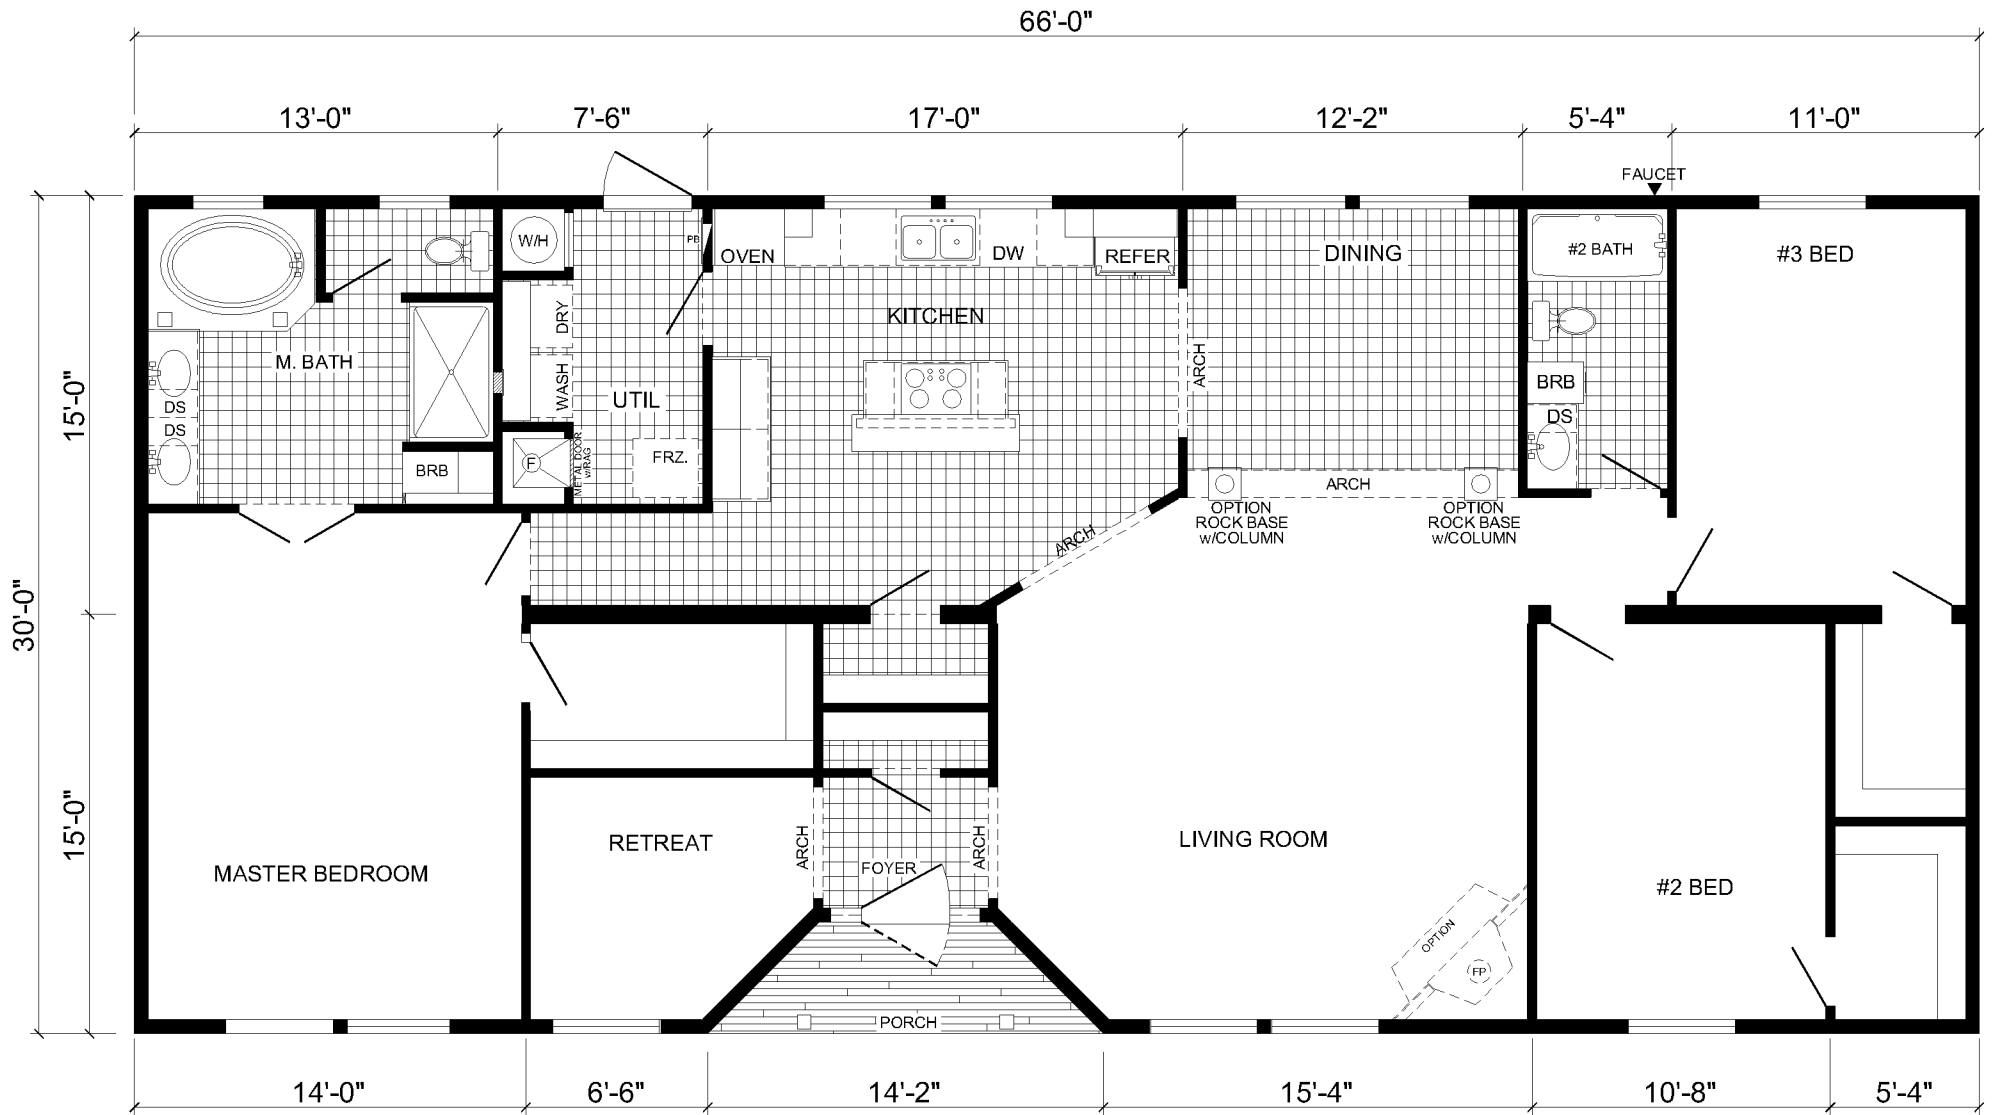 66'-0"
13'-0"
7'-6"
17'-0"
12'-2"
5'-4"
11'-0"
FAUCET
30'-0"
15'-0"
15'-0"
W/H
PB
OVEN
DW
REFER
DINING
#2 BATH
#3 BED
KITCHEN
DRY
M. BATH
ARCH
WASH
UTIL
BRB
DS
DS
DS
F
METAL DOOR
w/RAG
FRZ.
BRB
ARCH
OPTION
ROCK BASE
w/COLUMN
OPTION
ROCK BASE
w/COLUMN
ARCH
RETREAT
ARCH
ARCH
FOYER
LIVING ROOM
MASTER BEDROOM
#2 BED
OPTION
FP
PORCH
14'-0"
6'-6"
14'-2"
15'-4"
10'-8"
5'-4"